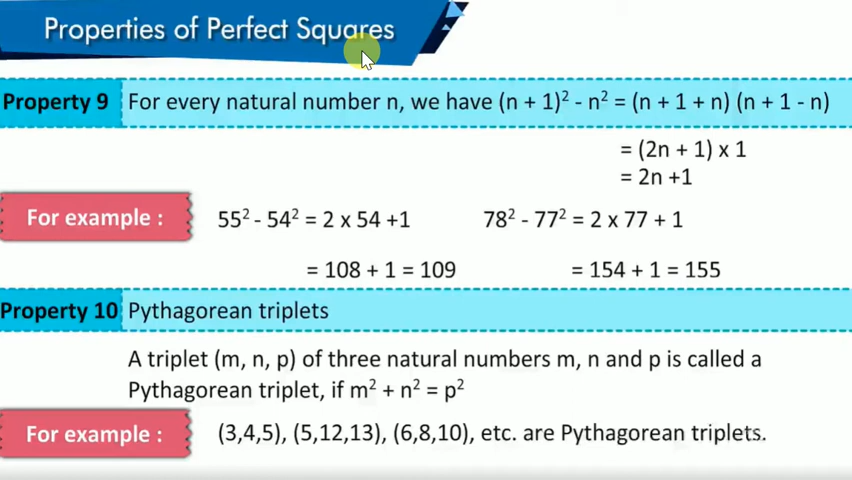 Properties of Perfect Squares
Property 9 For every natural number n, we have (n + 1)² - n² = (n + 1 + n) (n + 1 - n)
= (2n + 1) x 1
= 2n +1
For example : 55² - 54² = 2 x 54 +1 78² - 77² = 2 x 77 + 1
= 108 + 1 = 109 = 154 + 1 = 155
Property 10 Pythagorean triplets
A triplet (m, n, p) of three natural numbers m, n and p is called a
Pythagorean triplet, if m² + n² = p²
For example : (3,4,5), (5,12,13), (6,8,10), etc. are Pythagorean triplets.